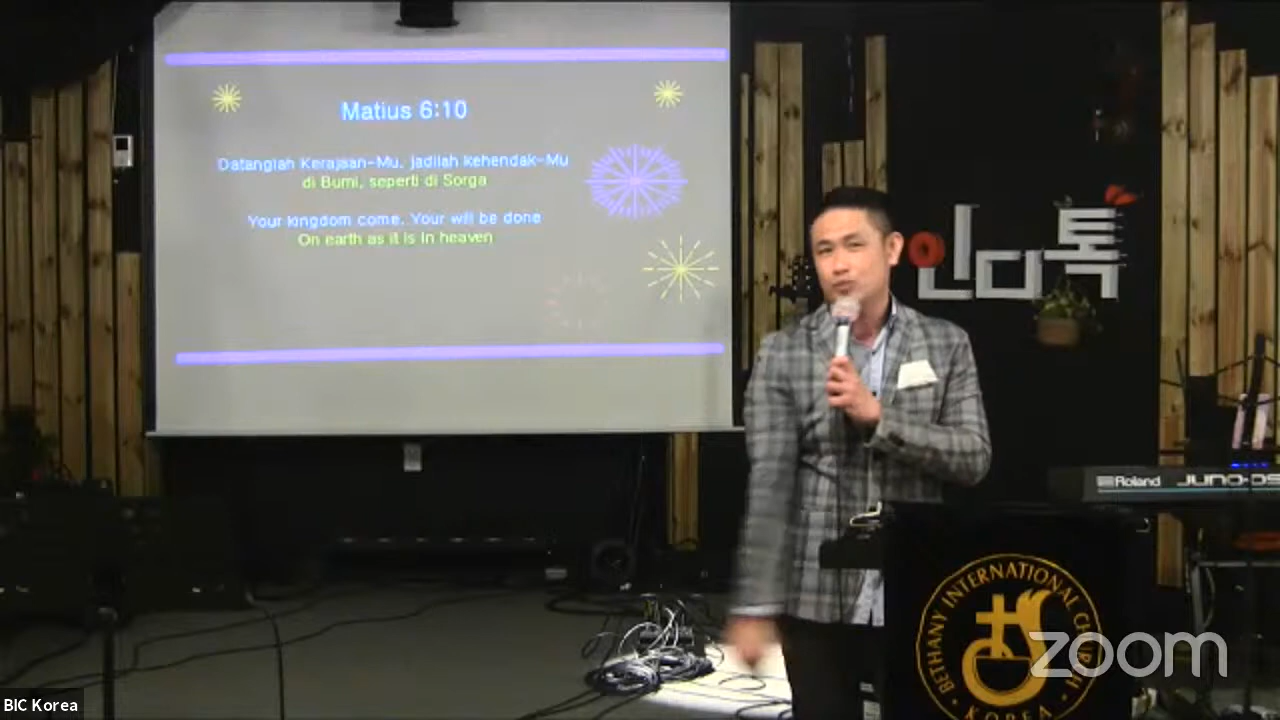 Matius 6:10
Datanglah Kerajaan-Mu, jadilah kehendak-Mu
di Bumi, seperti di Sorga
Your kingdom come. Your will be done
On earth as it is in heaven
인다톡
Roland JUNO-DS
BETHANY INTERNATIONAL CHURCH
KOREA
zoom
BIC Korea